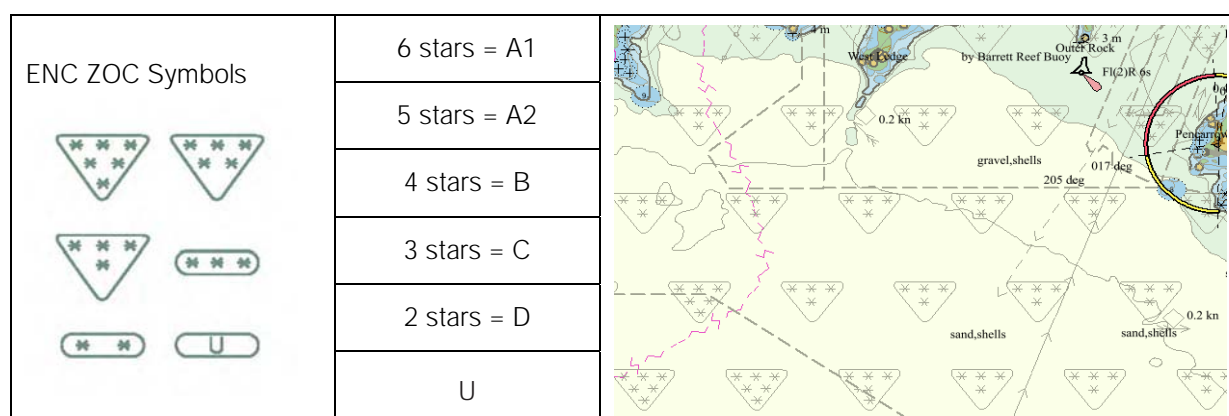 ENC ZOC Symbols
U
6 stars = A1
5 stars = A2
4 stars = B
3 stars = C
2 stars = D
U
4 m
3 m
West Ledge
by Barrett Reef Buoy
Outer Rock
Fl(2)R 6s
0.2 kn
Pencarrow
gravel,shells
017 deg
205 deg
0.2 kn
sand,shells
sand,shells